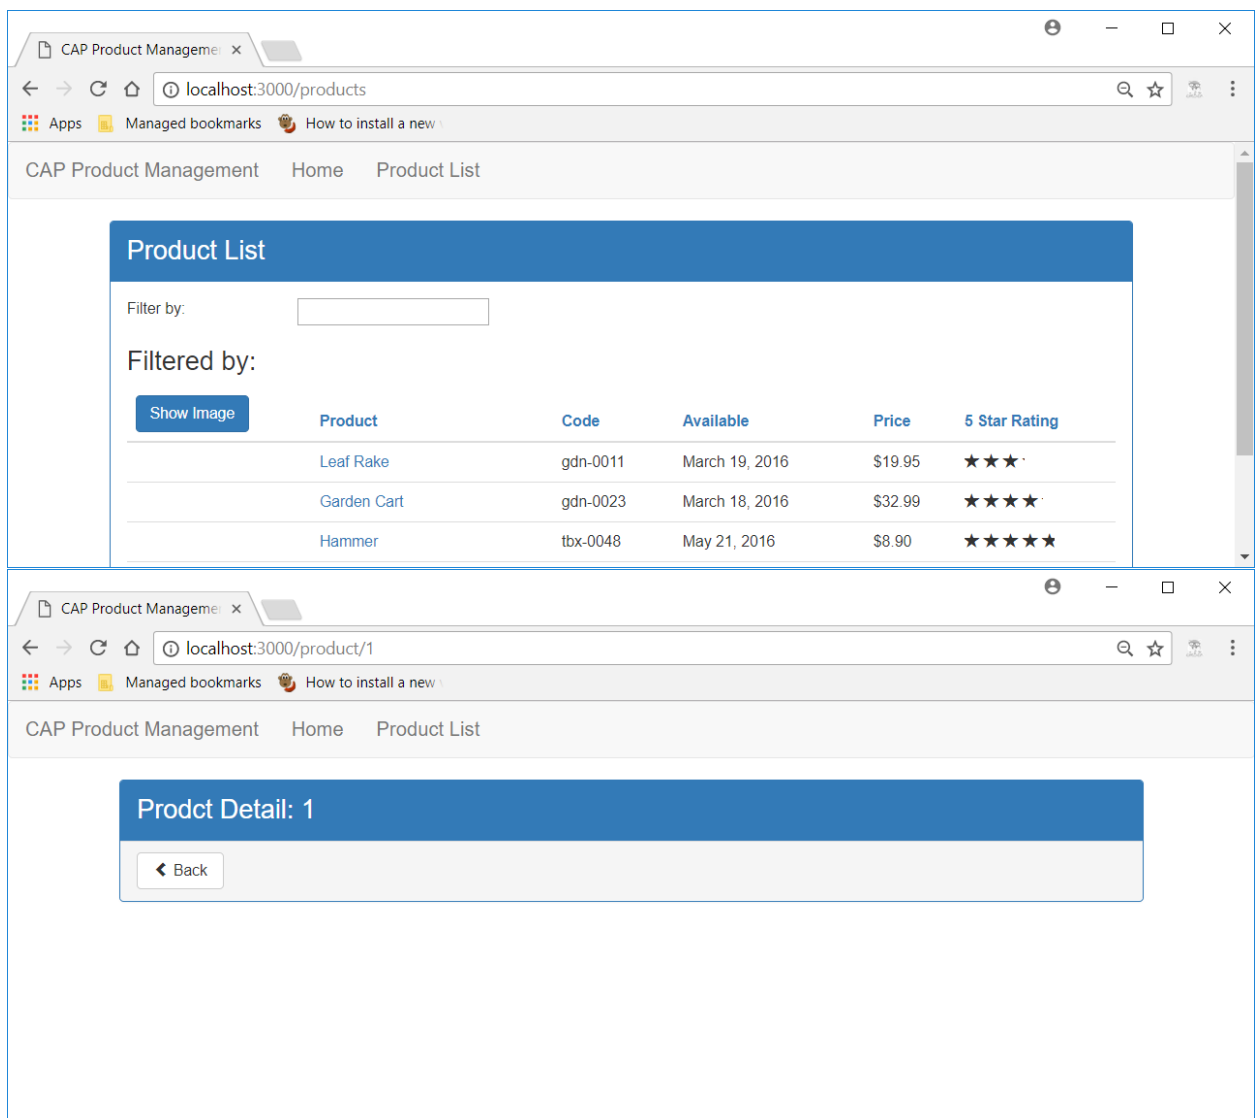 CAP Product Managemer
localhost:3000/products
Apps Managed bookmarks How to install a new
CAP Product Management Home Product List
Product List
Filter by:
Filtered by:
Show Image Product Code Available Price 5 Star Rating
Leaf Rake gdn-0011 March 19, 2016 $19.95
Garden Cart gdn-0023 March 18, 2016 $32.99
Hammer tbx-0048 May 21, 2016 $8.90
CAP Product Managemer
localhost:3000/product/1
Apps Managed bookmarks How to install a new
CAP Product Management Home Product List
Prodct Detail: 1
Back